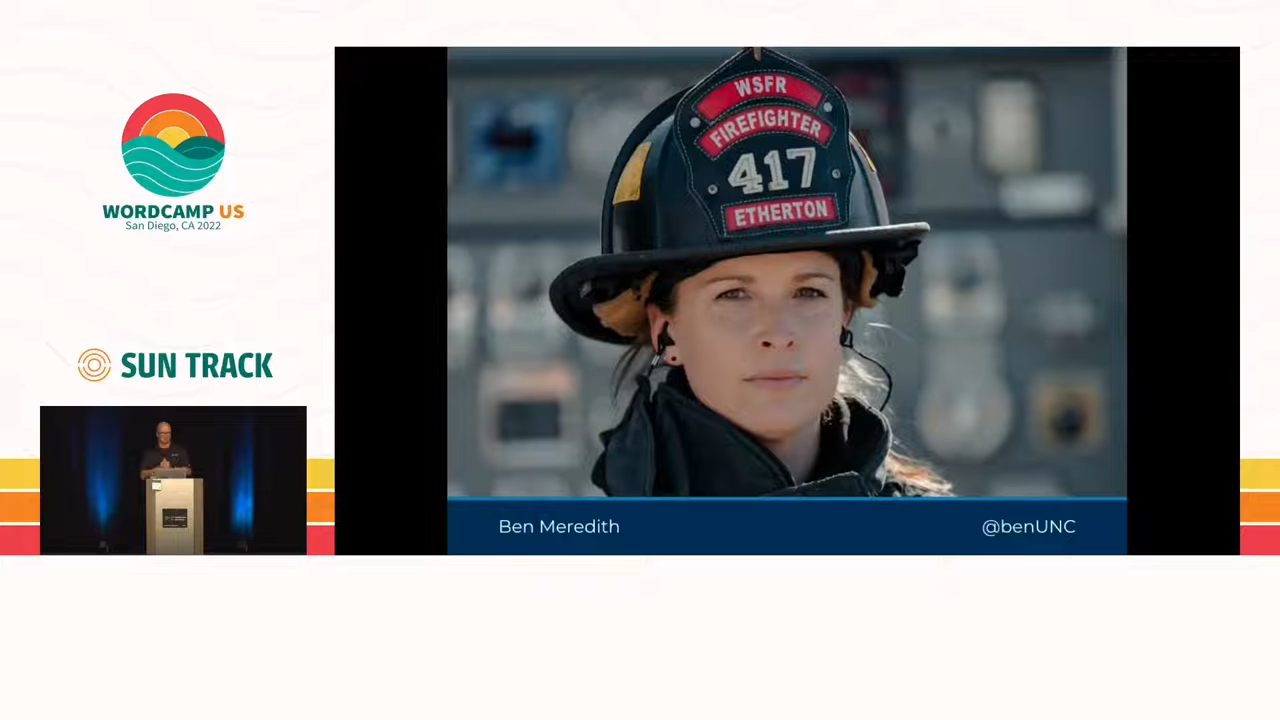 WORDCAMP US
San Diego, CA 2022
SUN TRACK
WSFR
FIREFIGHTER
417
ETHERTON
Ben Meredith
@benUNC